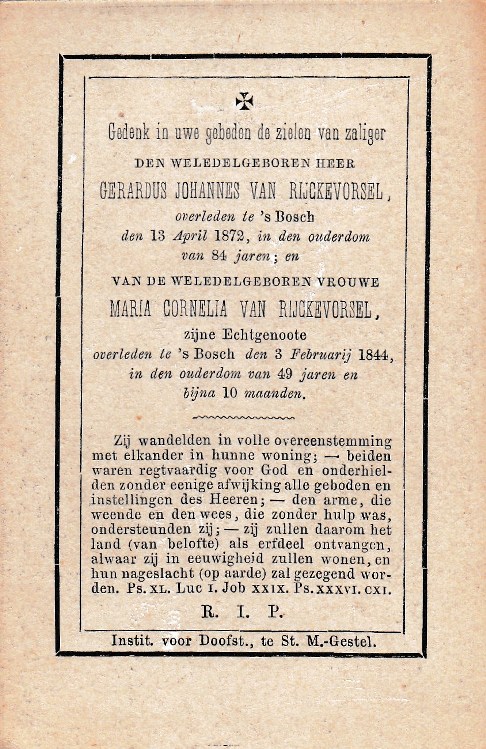 Gedenk in uwe gebeden de zielen van zaliger
DEN WELEDELGEBOREN HEER
GERARDUS JOHANNES VAN RIJCKEVORSEL,
overleden te 's Bosch
den 13 April 1872, in den ouderdom
van 84 jaren; en
VAN DE WELEDELGEBOREN VROUWE
MARIA CORNELIA VAN RIJCKEVORSEL,
zijne Echtgenoote
overleden te 's Bosch den 3 Februarij 1844,
in den ouderdom van 49 jaren en
bijna 10 maanden.
Zij wandelden in volle overeenstemming
met elkander in hunne woning; — beiden
waren regtvaardig voor God en onderhiel-
den zonder eenige afwijking alle geboden en
instellingen des Heeren; — den arme, die
weende en den wees, die zonder hulp was,
ondersteunden zij; — zij zullen daarom het
land (van belofte) als erfdeel ontvangen,
alwaar zij in eeuwigheid zullen wonen, en
hun nageslacht (op aarde) zal gezegend wor-
den. Ps. XL. Luc I. Job XXIX. Ps. XXXVI. CXI.
R. I. P.
Instit. voor Doofst., te St. M.-Gestel.